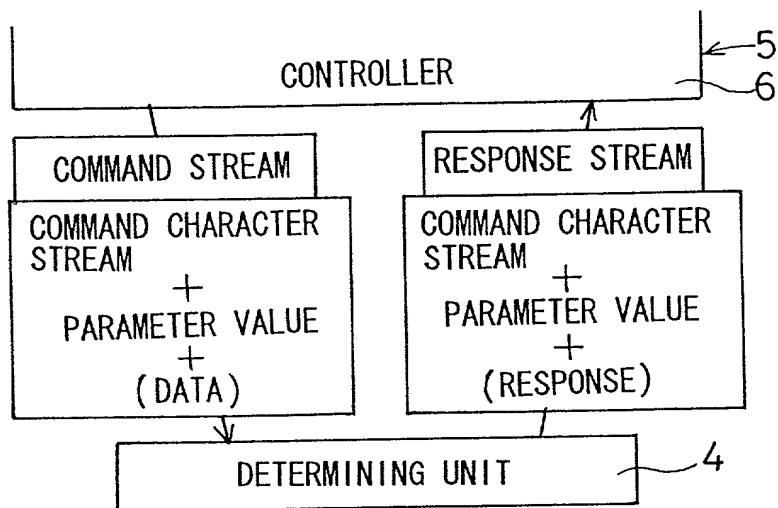 5
CONTROLLER
6
COMMAND STREAM
COMMAND CHARACTER
STREAM
+
PARAMETER VALUE
+
(DATA)
RESPONSE STREAM
COMMAND CHARACTER
STREAM
+
PARAMETER VALUE
+
(RESPONSE)
DETERMINING UNIT
4